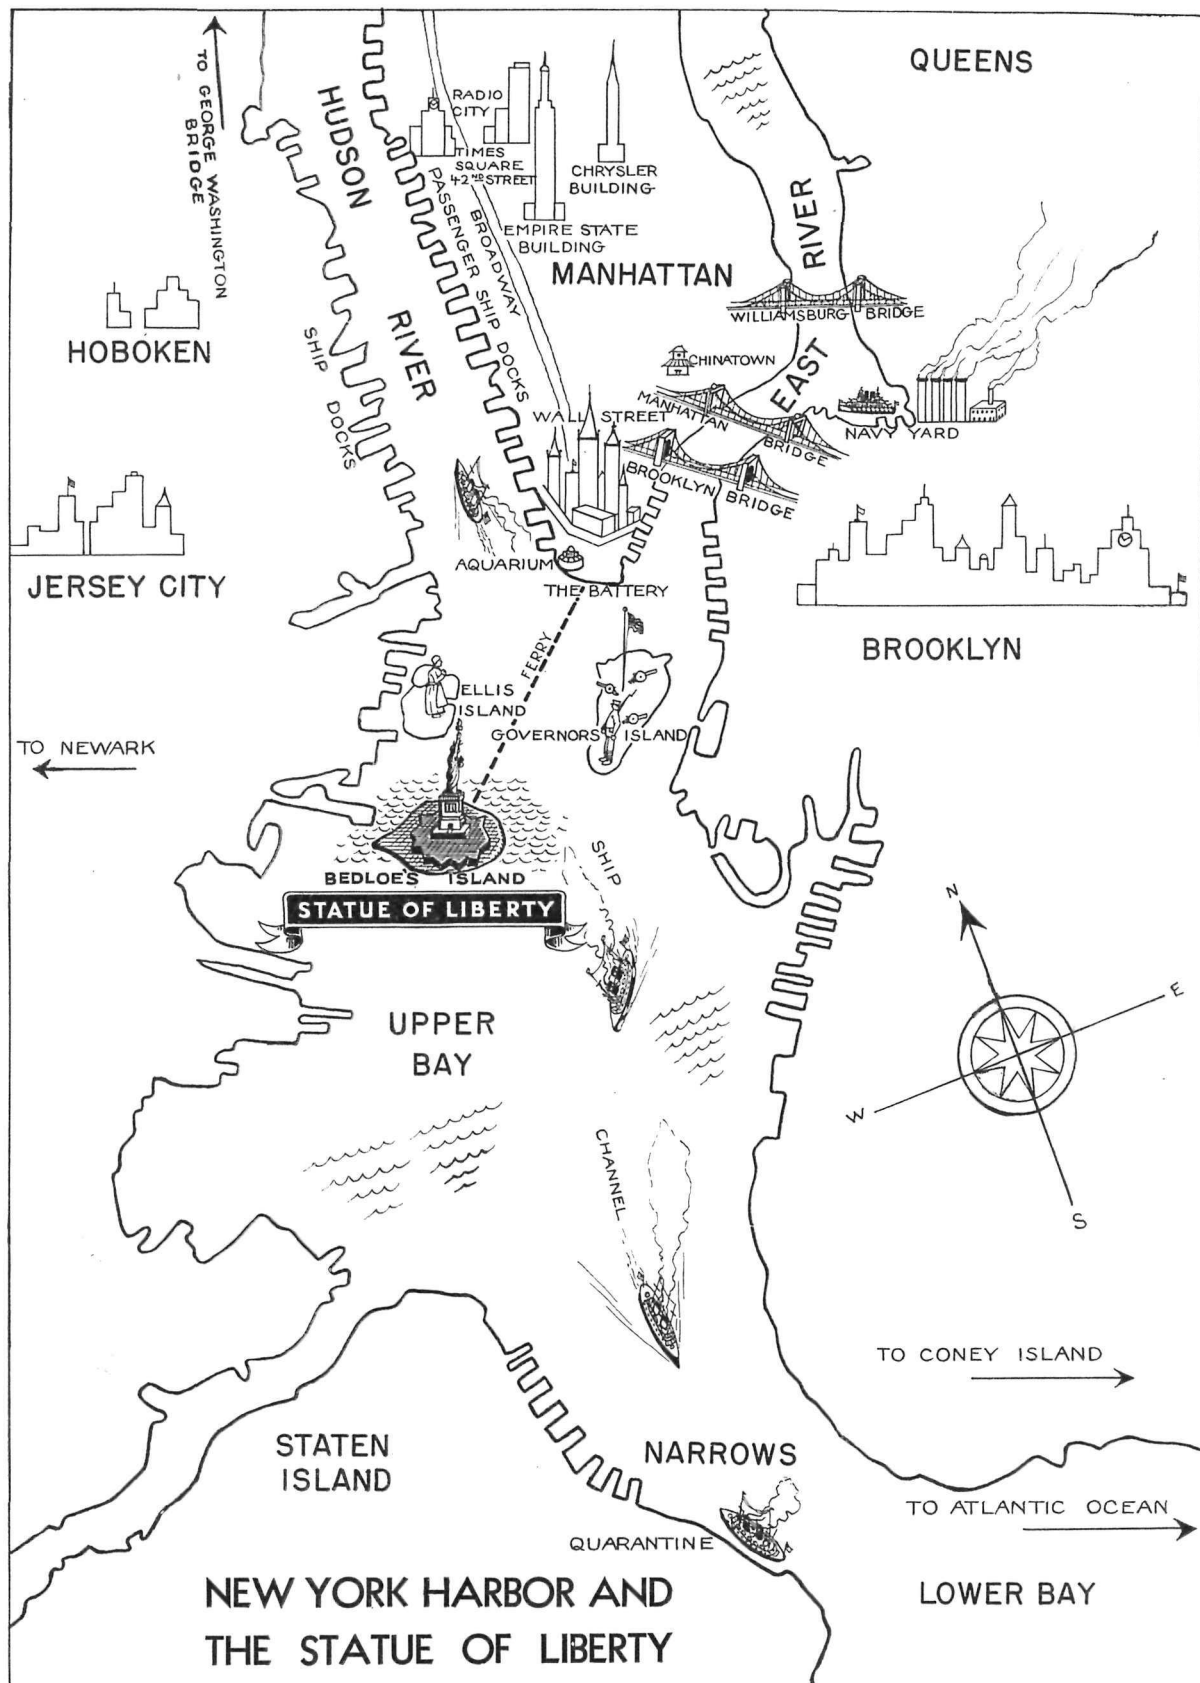 QUEENS
TO GEORGE WASHINGTON
BRIDGE
HUDSON
RIVER
RADIO
CITY
TIMES
SQUARE
42ND STREET
CHRYSLER
BUILDING
EMPIRE STATE
BUILDING
PASSENGER SHIP DOCKS
BROADWAY
MANHATTAN
RIVER
EAST
WILLIAMSBURG BRIDGE
HOBOKEN
SHIP
DOCKS
CHINATOWN
MANHATTAN
BRIDGE
WALL STREET
NAVY YARD
BROOKLYN
BRIDGE
JERSEY CITY
AQUARIUM
THE BATTERY
BROOKLYN
FERRY
ELLIS
ISLAND
GOVERNORS ISLAND
TO NEWARK
SHIP
BEDLOE'S ISLAND
STATUE OF LIBERTY
N
E
W
S
UPPER
BAY
CHANNEL
TO CONEY ISLAND
STATEN
ISLAND
NARROWS
TO ATLANTIC OCEAN
QUARANTINE
LOWER BAY
NEW YORK HARBOR AND
THE STATUE OF LIBERTY